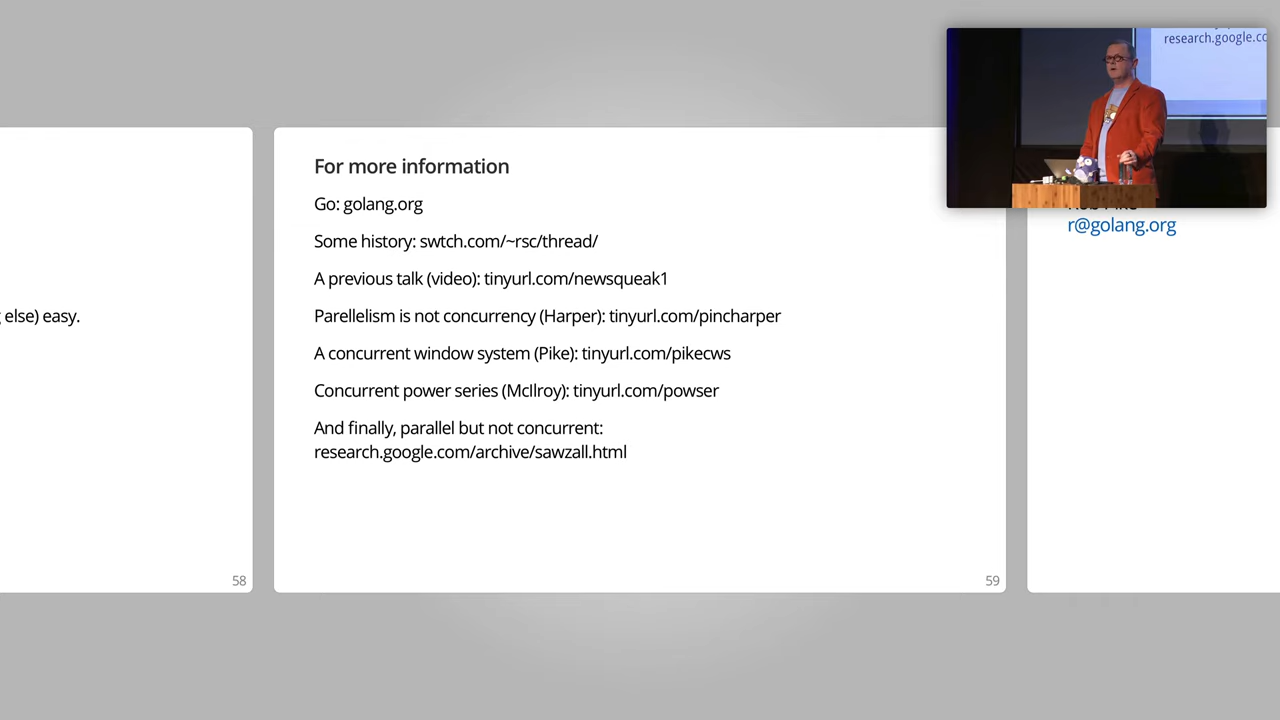 research.google.co
else) easy.
58
For more information
Go: golang.org
Some history: swtch.com/~rsc/thread/
A previous talk (video): tinyurl.com/newsqueak1
Parellelism is not concurrency (Harper): tinyurl.com/pincharper
A concurrent window system (Pike): tinyurl.com/pikecws
Concurrent power series (McIlroy): tinyurl.com/powser
And finally, parallel but not concurrent:
research.google.com/archive/sawzall.html
59
r@golang.org